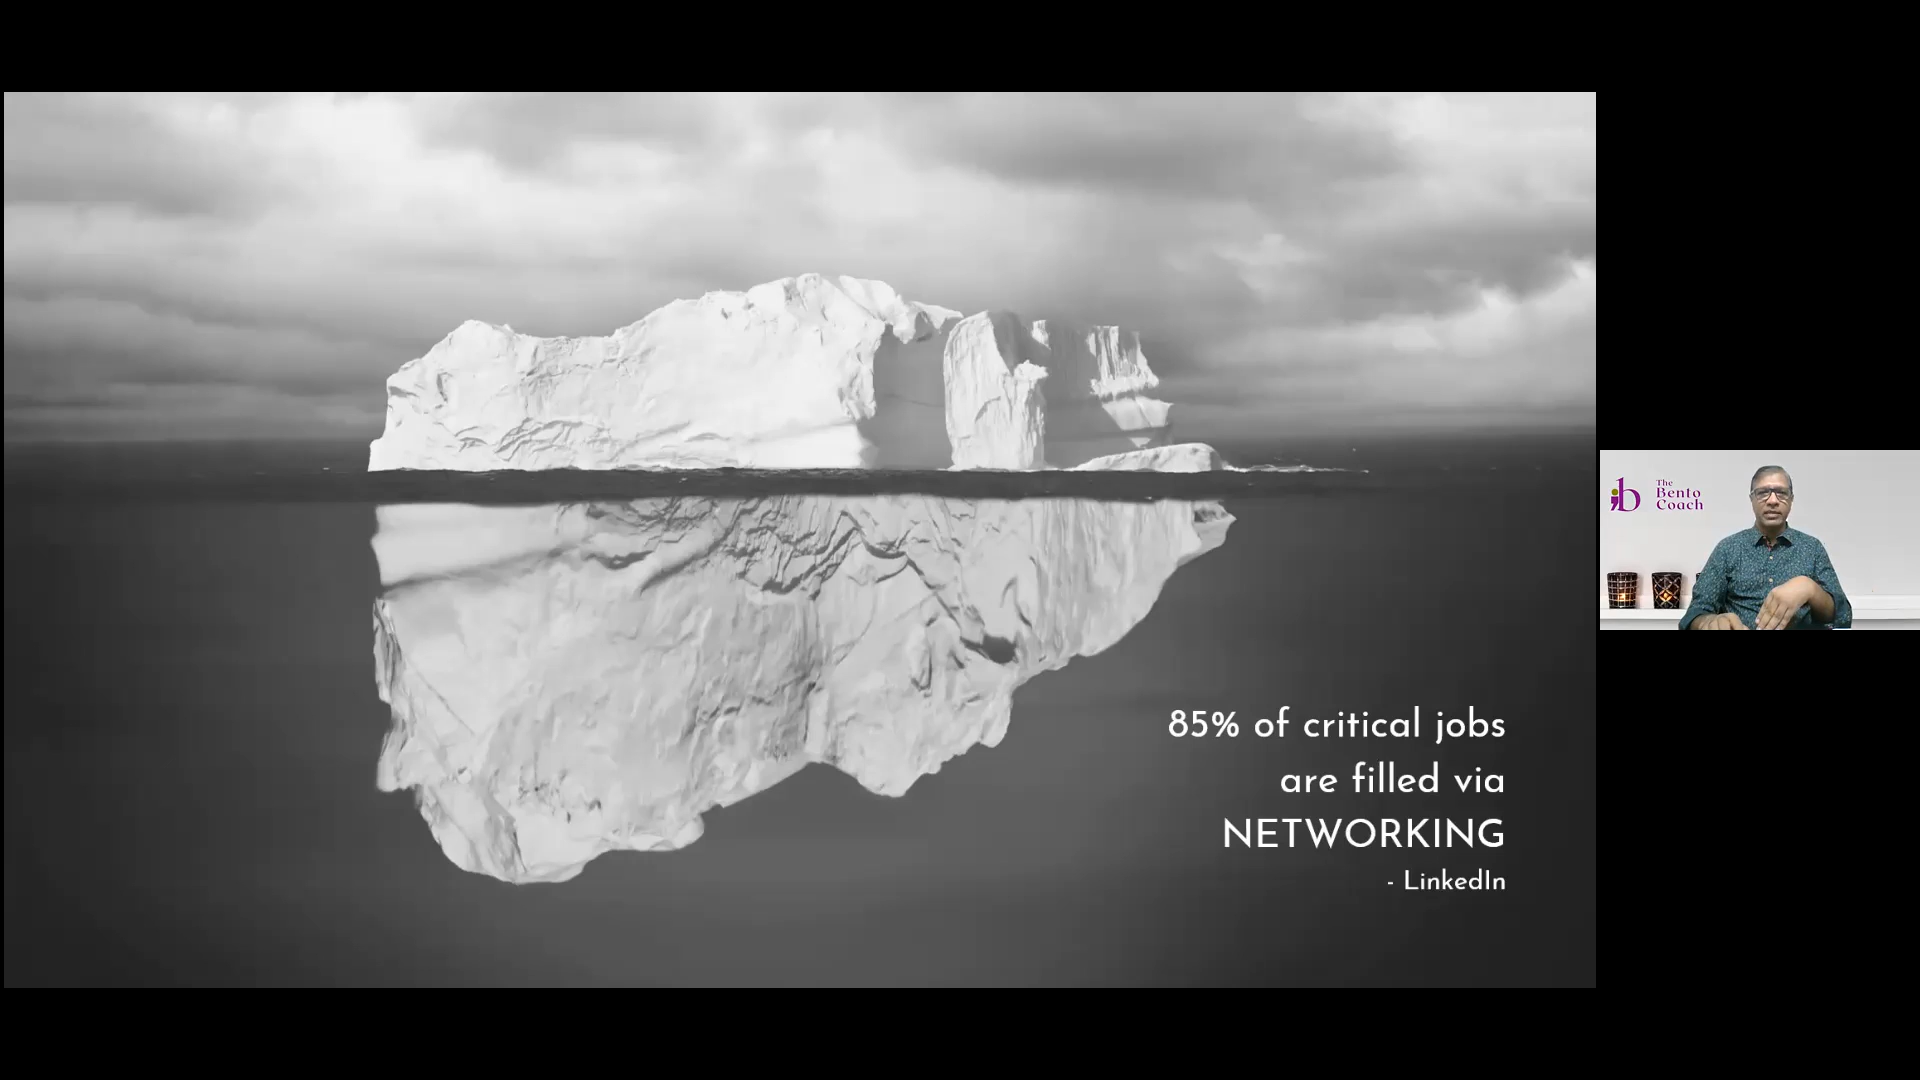 85% of critical jobs
are filled via
NETWORKING
- LinkedIn
The
Bento
Coach